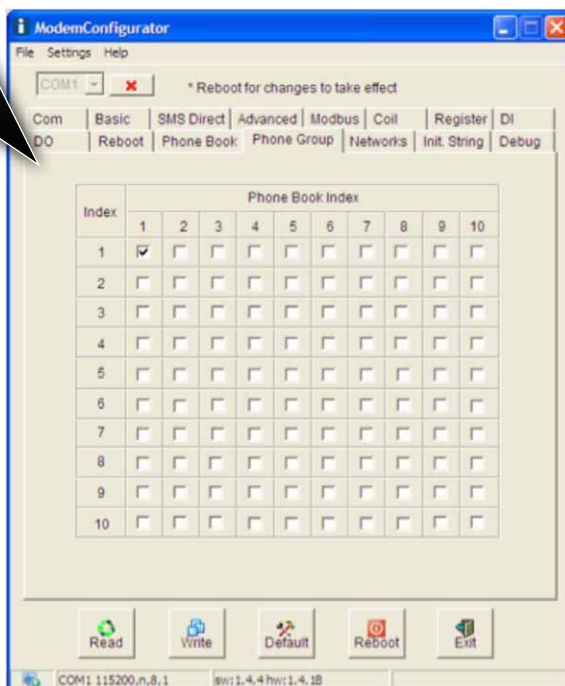 ModemConfigurator
File Settings Help
COM1 * Reboot for changes to take effect
Com Basic SMS Direct Advanced Modbus Coil Register DI
DO Reboot Phone Book Phone Group Networks Init. String Debug
Index Phone Book Index
1 2 3 4 5 6 7 8 9 10
1
2
3
4
5
6
7
8
9
10
Read Write Default Reboot Exit
COM1 115200,n,8,1 sw:1.4.4 hw:1.4.18